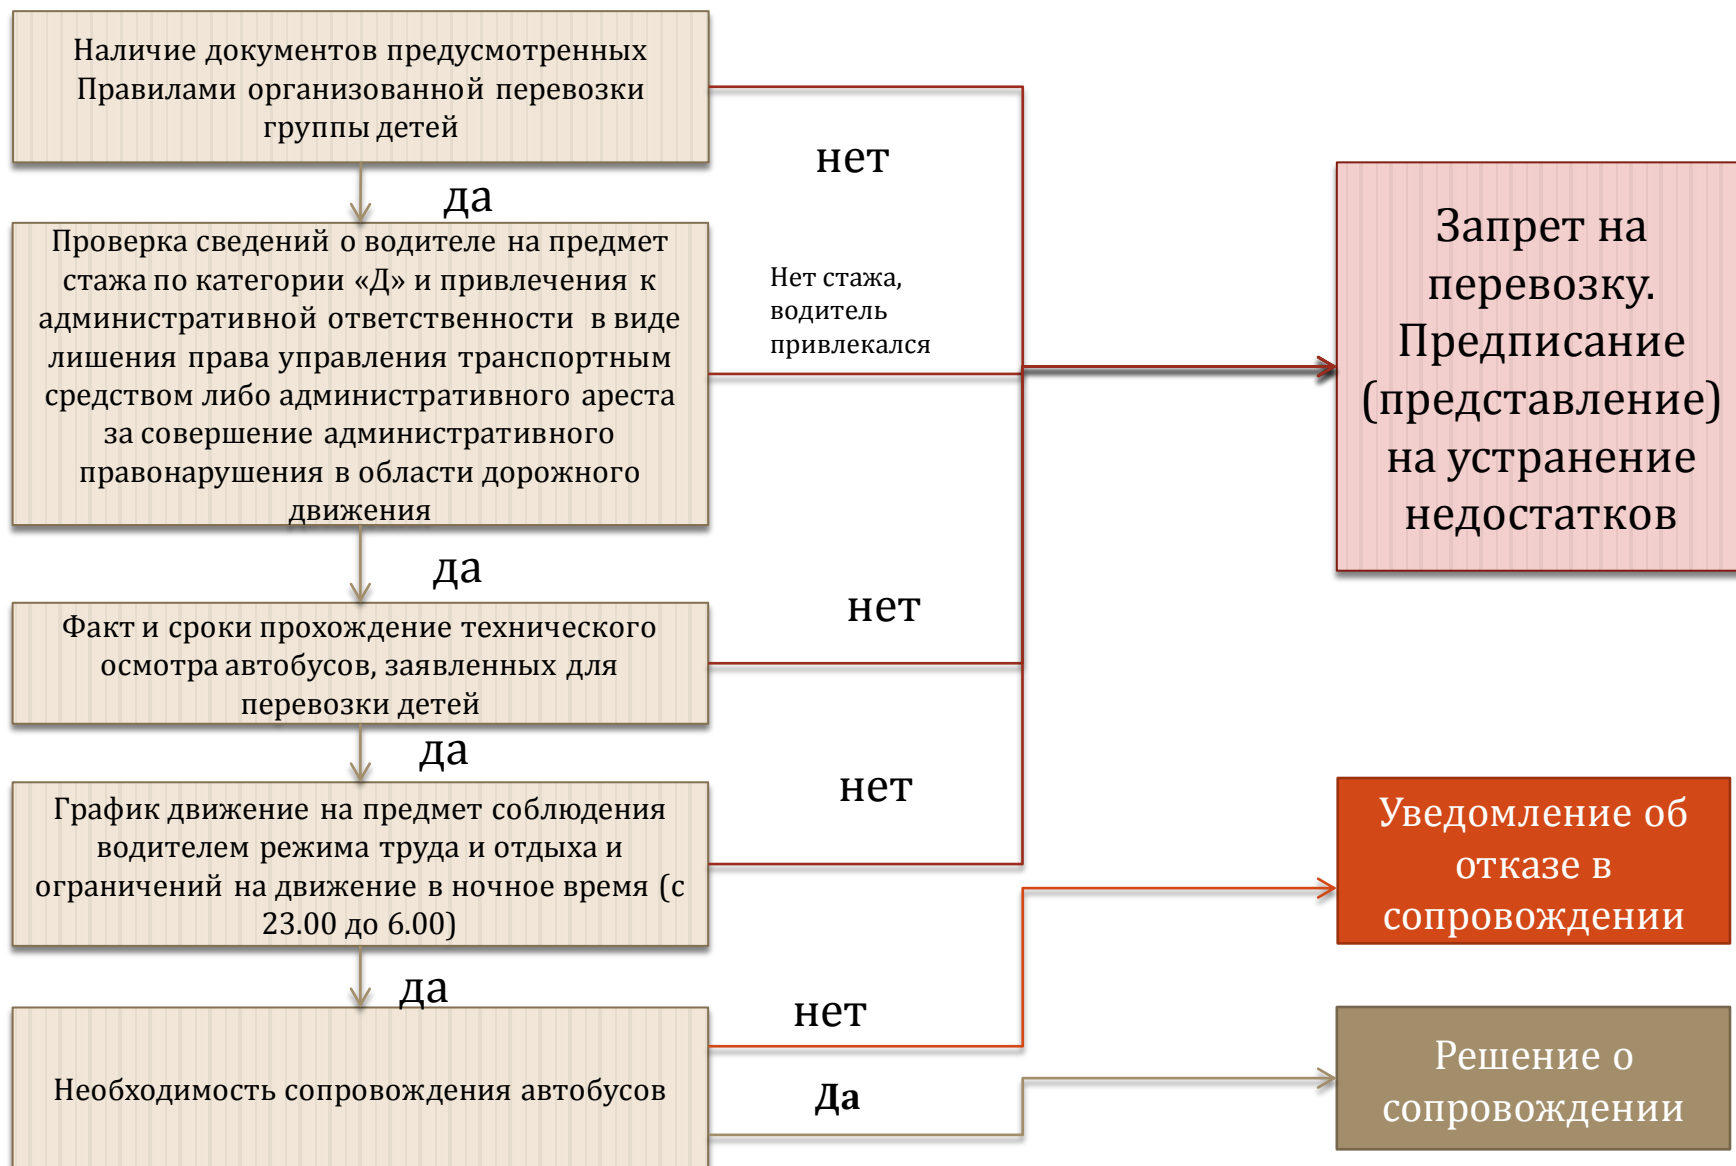 Наличие документов предусмотренных
Правилами организованной перевозки
группы детей
нет
да
Проверка сведений о водителе на предмет
стажа по категории «Д» и привлечения к
административной ответственности в виде
лишения права управления транспортным
средством либо административного ареста
за совершение административного
правонарушения в области дорожного
движения
Нет стажа,
водитель
привлекался
Запрет на
перевозку.
Предписание
(представление)
на устранение
недостатков
да
нет
Факт и сроки прохождение технического
осмотра автобусов, заявленных для
перевозки детей
да
нет
График движение на предмет соблюдения
водителем режима труда и отдыха и
ограничений на движение в ночное время (с
23.00 до 6.00)
Уведомление об
отказе в
сопровождении
да
нет
Необходимость сопровождения автобусов
Да
Решение о
сопровождении